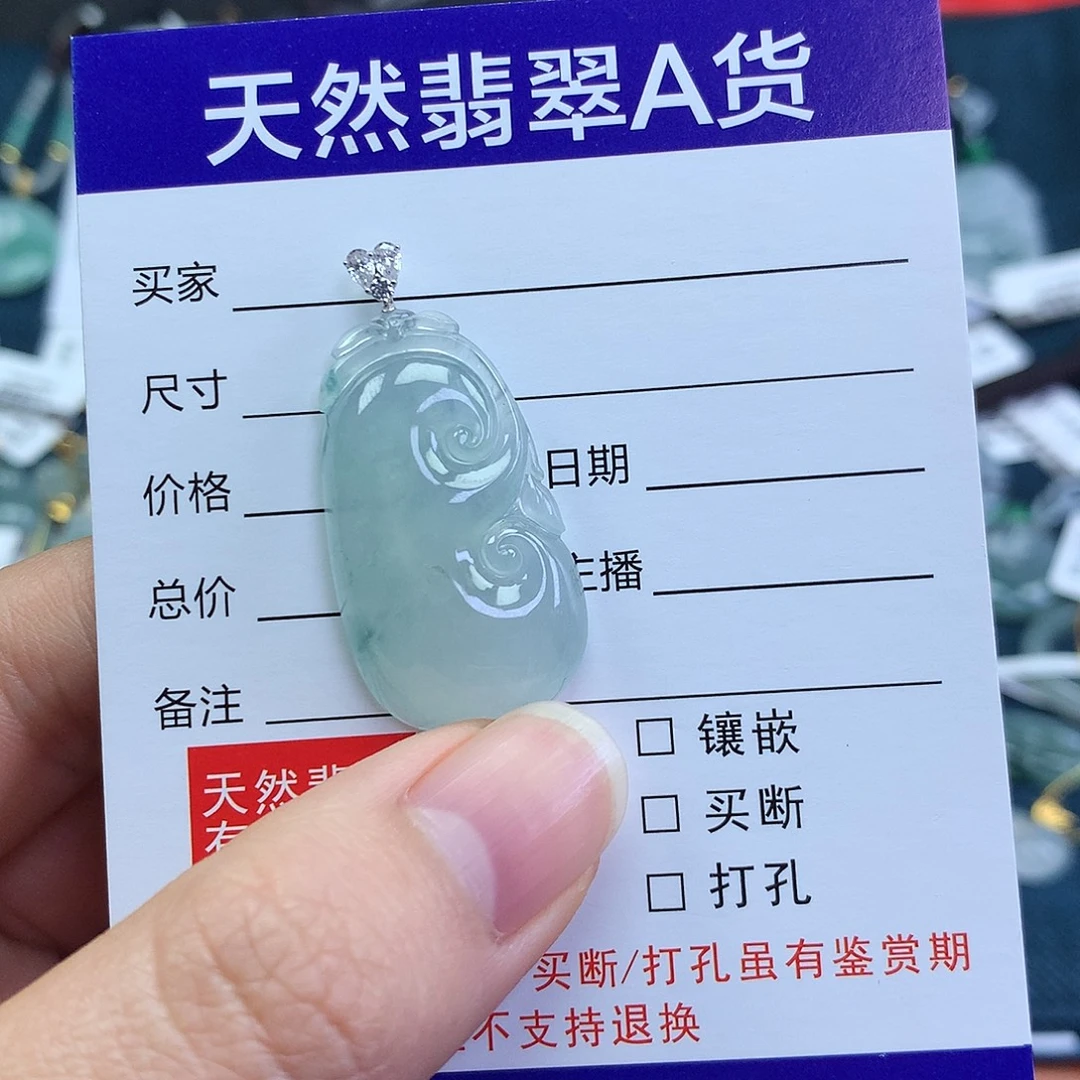 天然翡翠A货
买家
尺寸
价格
日期
总价
主播
备注
天然
有
镶嵌
买断
打孔
买断/打孔虽有鉴赏期
不支持退换